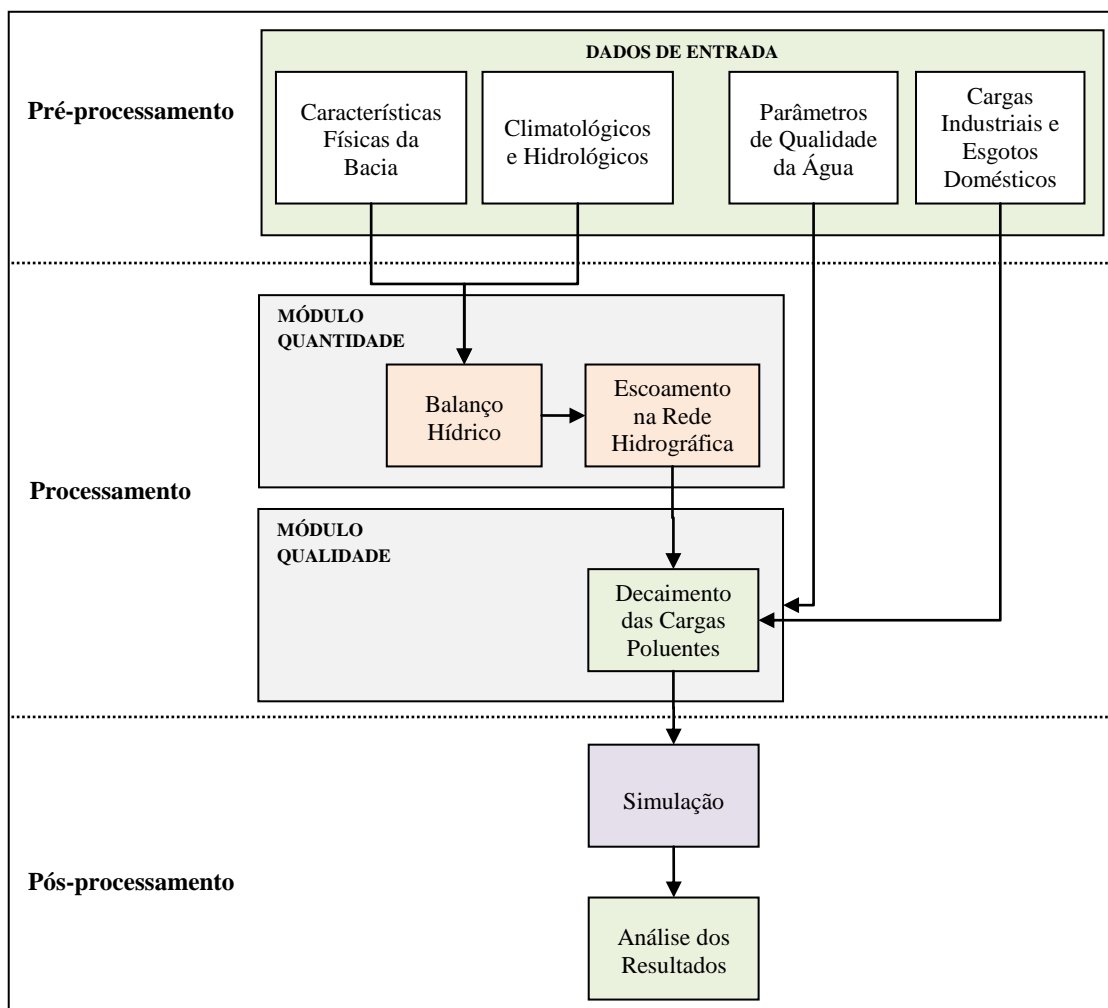 DADOS DE ENTRADA
Pré-processamento
Características
Físicas da
Bacia
Climatológicos
e Hidrológicos
Parâmetros
de Qualidade
da Água
Cargas
Industriais e
Esgotos
Domésticos
MÓDULO
QUANTIDADE
Balanço
Hídrico
Escoamento
na Rede
Hidrográfica
Processamento
MÓDULO
QUALIDADE
Decaimento
das Cargas
Poluentes
Simulação
Pós-processamento
Análise dos
Resultados